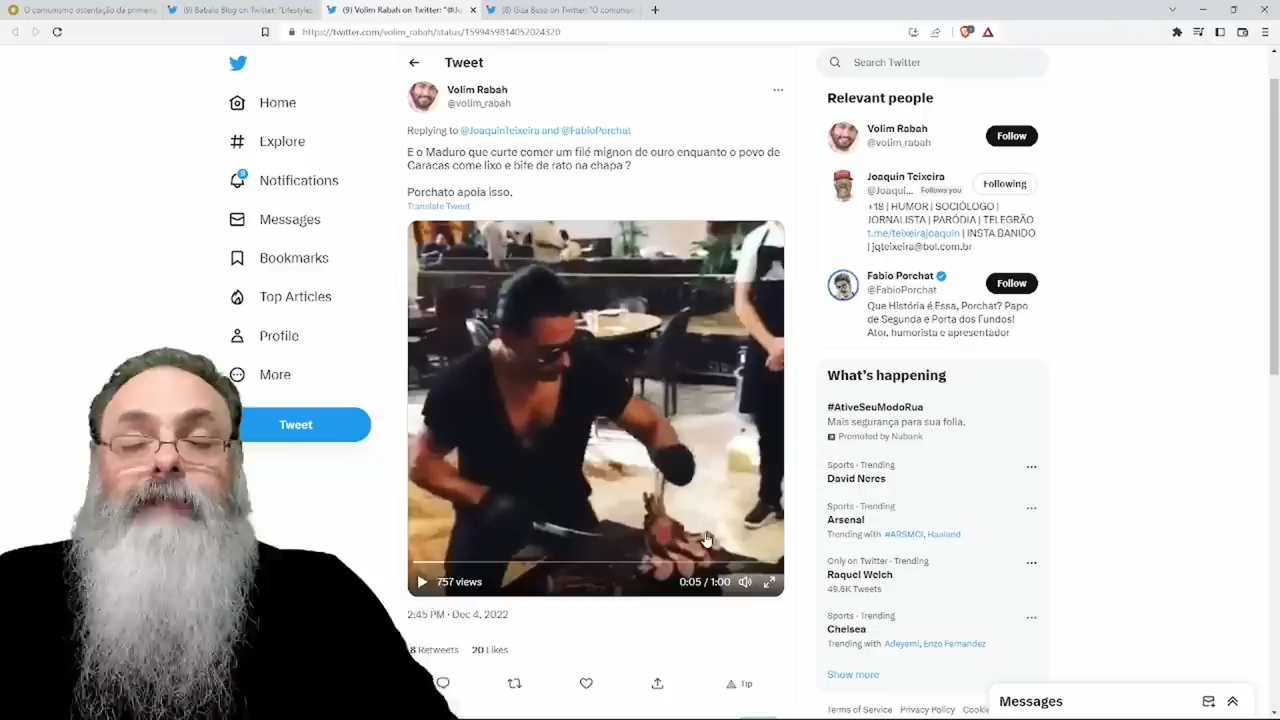 O comunismo ostentação da primeira
(9) Babalú Blog on Twitter: "Lifestyles
(9) Volim Rabah on Twitter: "@Jo
(8) Giza Buso on Twitter: "O comunis
https://twitter.com/volim_rabah/status/1599459814052024320
Home
Explore
9
Notifications
Messages
Bookmarks
Top Articles
Profile
More
Tweet
Tweet
Volim Rabah
@volim_rabah
Replying to @JoaquinTeixeira and @FabioPorchat
E o Maduro que curte comer um filé mignon de ouro enquanto o povo de
Caracas come lixo e bife de rato na chapa ?
Porchato apoia isso.
Translate Tweet
757 views
0:05 / 1:00
2:45 PM · Dec 4, 2022
8 Retweets 20 Likes
Tip
Search Twitter
Relevant people
Volim Rabah
@volim_rabah
Follow
Joaquin Teixeira
@Joaqui... Follows you
Following
+18 | HUMOR | SOCIÓLOGO |
JORNALISTA | PARÓDIA | TELEGRÃO
t.me/teixeirajoaquin | INSTA BANIDO
| jqteixeira@bol.com.br
Fabio Porchat
@FabioPorchat
Follow
Que História é Essa, Porchat? Papo
de Segunda e Porta dos Fundos!
Ator, humorista e apresentador
What's happening
#AtiveSeuModoRua
Mais segurança para sua folia.
Promoted by Nubank
Sports · Trending
David Neres
Sports · Trending
Arsenal
Trending with #ARSMCI, Haaland
Only on Twitter · Trending
Raquel Welch
49.6K Tweets
Sports · Trending
Chelsea
Trending with Adeyemi, Enzo Fernandez
Show more
Terms of Service Privacy Policy Cookie
Messages